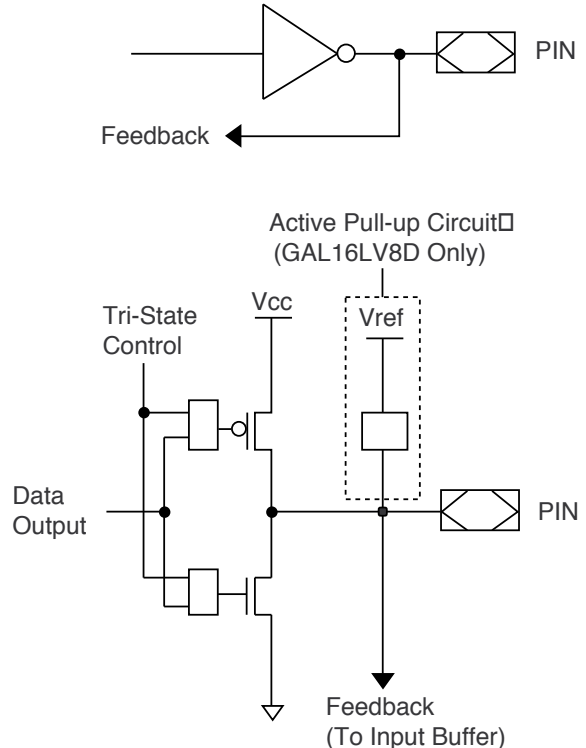 PIN
Feedback
Active Pull-up Circuit□
(GAL16LV8D Only)
Vcc
Vref
Tri-State
Control
Data
Output
PIN
Feedback
(To Input Buffer)